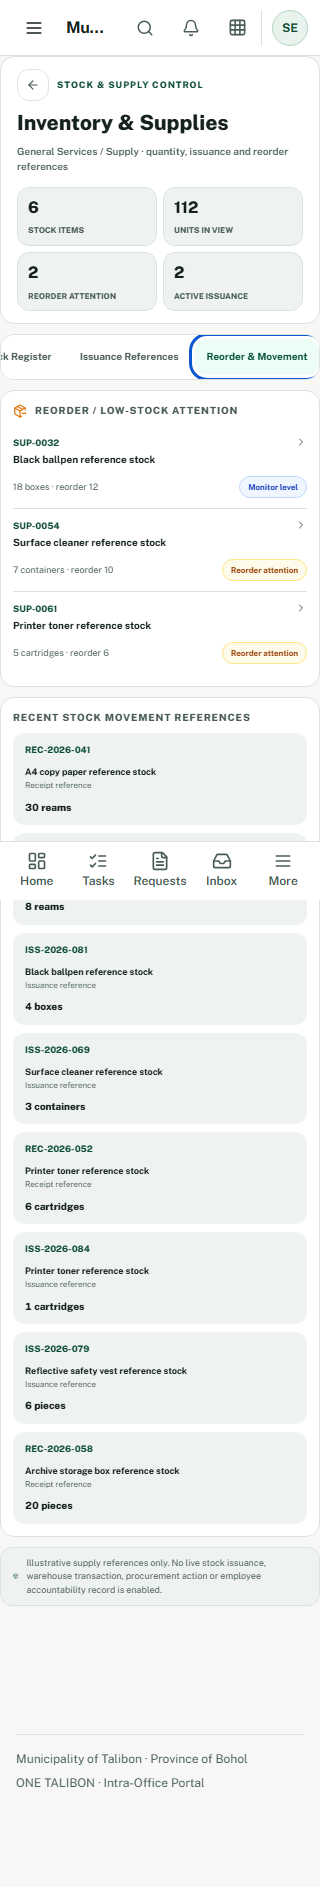 Mu...
SE
STOCK & SUPPLY CONTROL
Inventory & Supplies
General Services / Supply · quantity, issuance and reorder
references
6
STOCK ITEMS
112
UNITS IN VIEW
2
REORDER ATTENTION
2
ACTIVE ISSUANCE
ck Register
Issuance References
Reorder & Movement
REORDER / LOW-STOCK ATTENTION
SUP-0032
Black ballpen reference stock
18 boxes · reorder 12
Monitor level
SUP-0054
Surface cleaner reference stock
7 containers · reorder 10
Reorder attention
SUP-0061
Printer toner reference stock
5 cartridges · reorder 6
Reorder attention
RECENT STOCK MOVEMENT REFERENCES
REC-2026-041
A4 copy paper reference stock
Receipt reference
30 reams
Home
Tasks
Requests
Inbox
More
8 reams
ISS-2026-081
Black ballpen reference stock
Issuance reference
4 boxes
ISS-2026-069
Surface cleaner reference stock
Issuance reference
3 containers
REC-2026-052
Printer toner reference stock
Receipt reference
6 cartridges
ISS-2026-084
Printer toner reference stock
Issuance reference
1 cartridges
ISS-2026-079
Reflective safety vest reference stock
Issuance reference
6 pieces
REC-2026-058
Archive storage box reference stock
Receipt reference
20 pieces
Illustrative supply references only. No live stock issuance,
warehouse transaction, procurement action or employee
accountability record is enabled.
Municipality of Talibon · Province of Bohol
ONE TALIBON · Intra-Office Portal